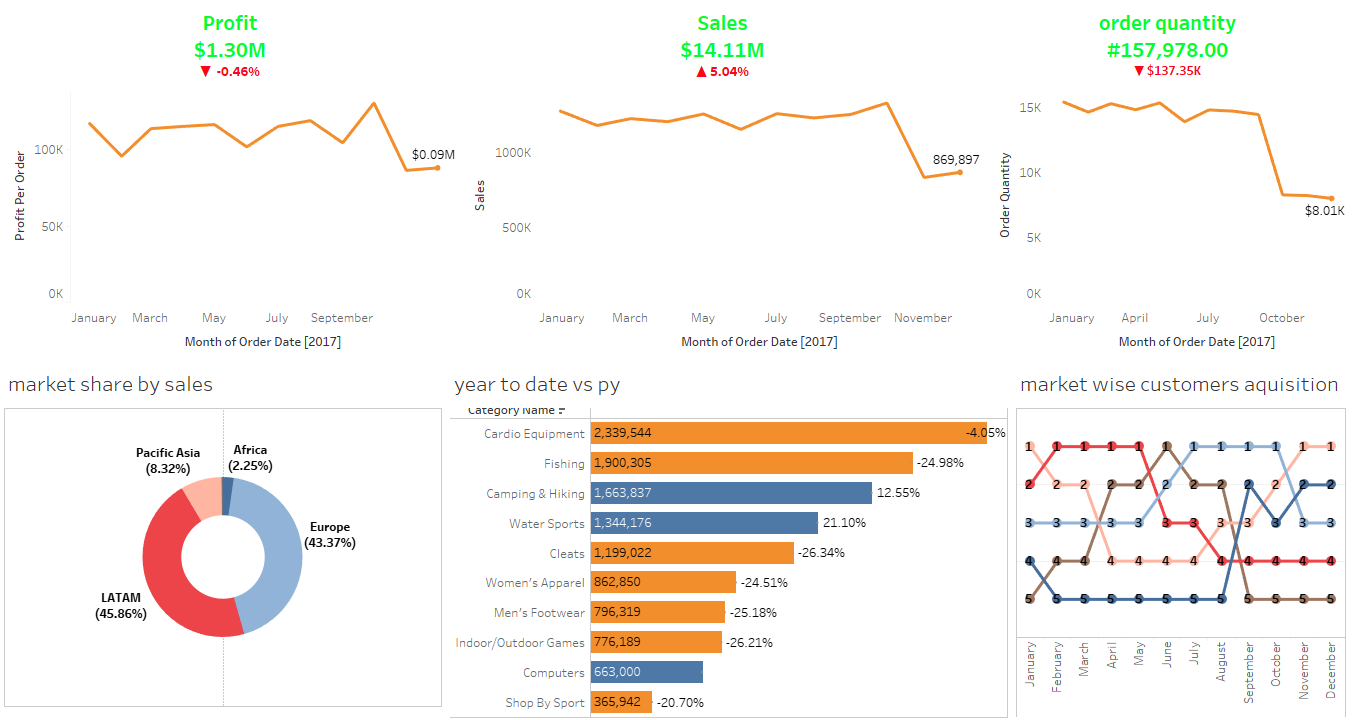 Profit
$1.30M
▼ -0.46%
100K
50K
0K
Profit Per Order
$0.09M
January March May July September
Month of Order Date [2017]
Sales
$14.11M
▲ 5.04%
1000K
500K
0K
Sales
869,897
January March May July September November
Month of Order Date [2017]
order quantity
#157,978.00
▼ $137.35K
15K
10K
5K
0K
Order Quantity
$8.01K
January April July October
Month of Order Date [2017]
market share by sales
Pacific Asia
(8.32%)
Africa
(2.25%)
Europe
(43.37%)
LATAM
(45.86%)
year to date vs py
Category Name
Cardio Equipment 2,339,544 -4.05%
Fishing 1,900,305 -24.98%
Camping & Hiking 1,663,837 12.55%
Water Sports 1,344,176 21.10%
Cleats 1,199,022 -26.34%
Women's Apparel 862,850 -24.51%
Men's Footwear 796,319 -25.18%
Indoor/Outdoor Games 776,189 -26.21%
Computers 663,000
Shop By Sport 365,942 -20.70%
market wise customers aquisition
1 1 1 1 1 1 1 1 1 1 1 1
2 2 2 2 2 2 2 2 2 2 2 2
3 3 3 3 3 3 3 3 3 3 3 3
4 4 4 4 4 4 4 4 4 4 4 4
5 5 5 5 5 5 5 5 5 5 5 5
January February March April May June July August September October November December